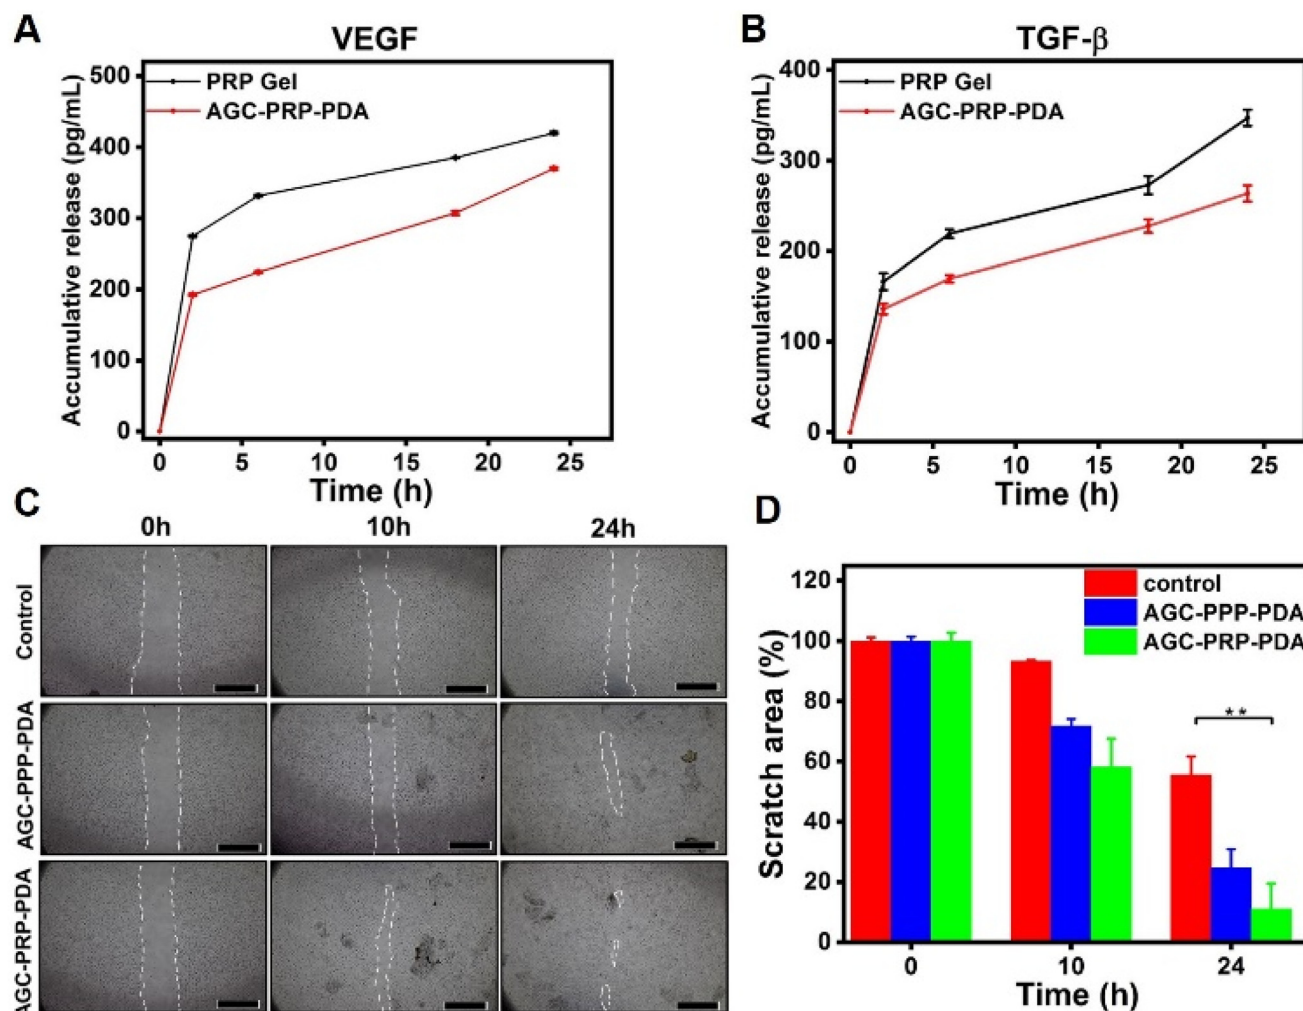 A
VEGF
500
400
300
200
100
0
Accumulative release (pg/mL)
PRP Gel
AGC-PRP-PDA
0 5 10 15 20 25
Time (h)
B
TGF-β
400
300
200
100
0
Accumulative release (pg/mL)
PRP Gel
AGC-PRP-PDA
0 5 10 15 20 25
Time (h)
C
0h 10h 24h
Control
AGC-PPP-PDA
AGC-PRP-PDA
D
120
100
80
60
40
20
0
Scratch area (%)
control
AGC-PPP-PDA
AGC-PRP-PDA
**
0 10 24
Time (h)